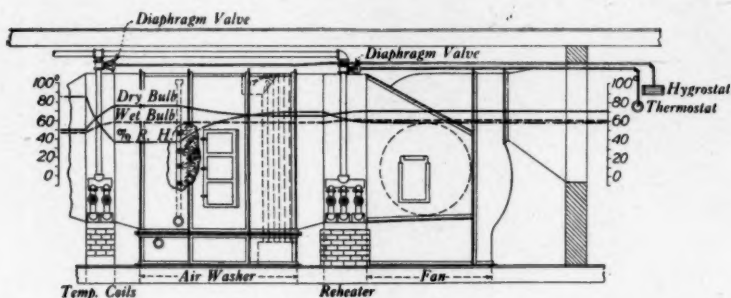 Diaphragm Valve
Diaphragm Valve
100°
80
60
40
20
0
Dry Bulb
Wet Bulb
% R. H.
100°
80
60
40
20
0
Hygrostat
Thermostat
Air Washer
Fan
Temp. Coils
Reheater